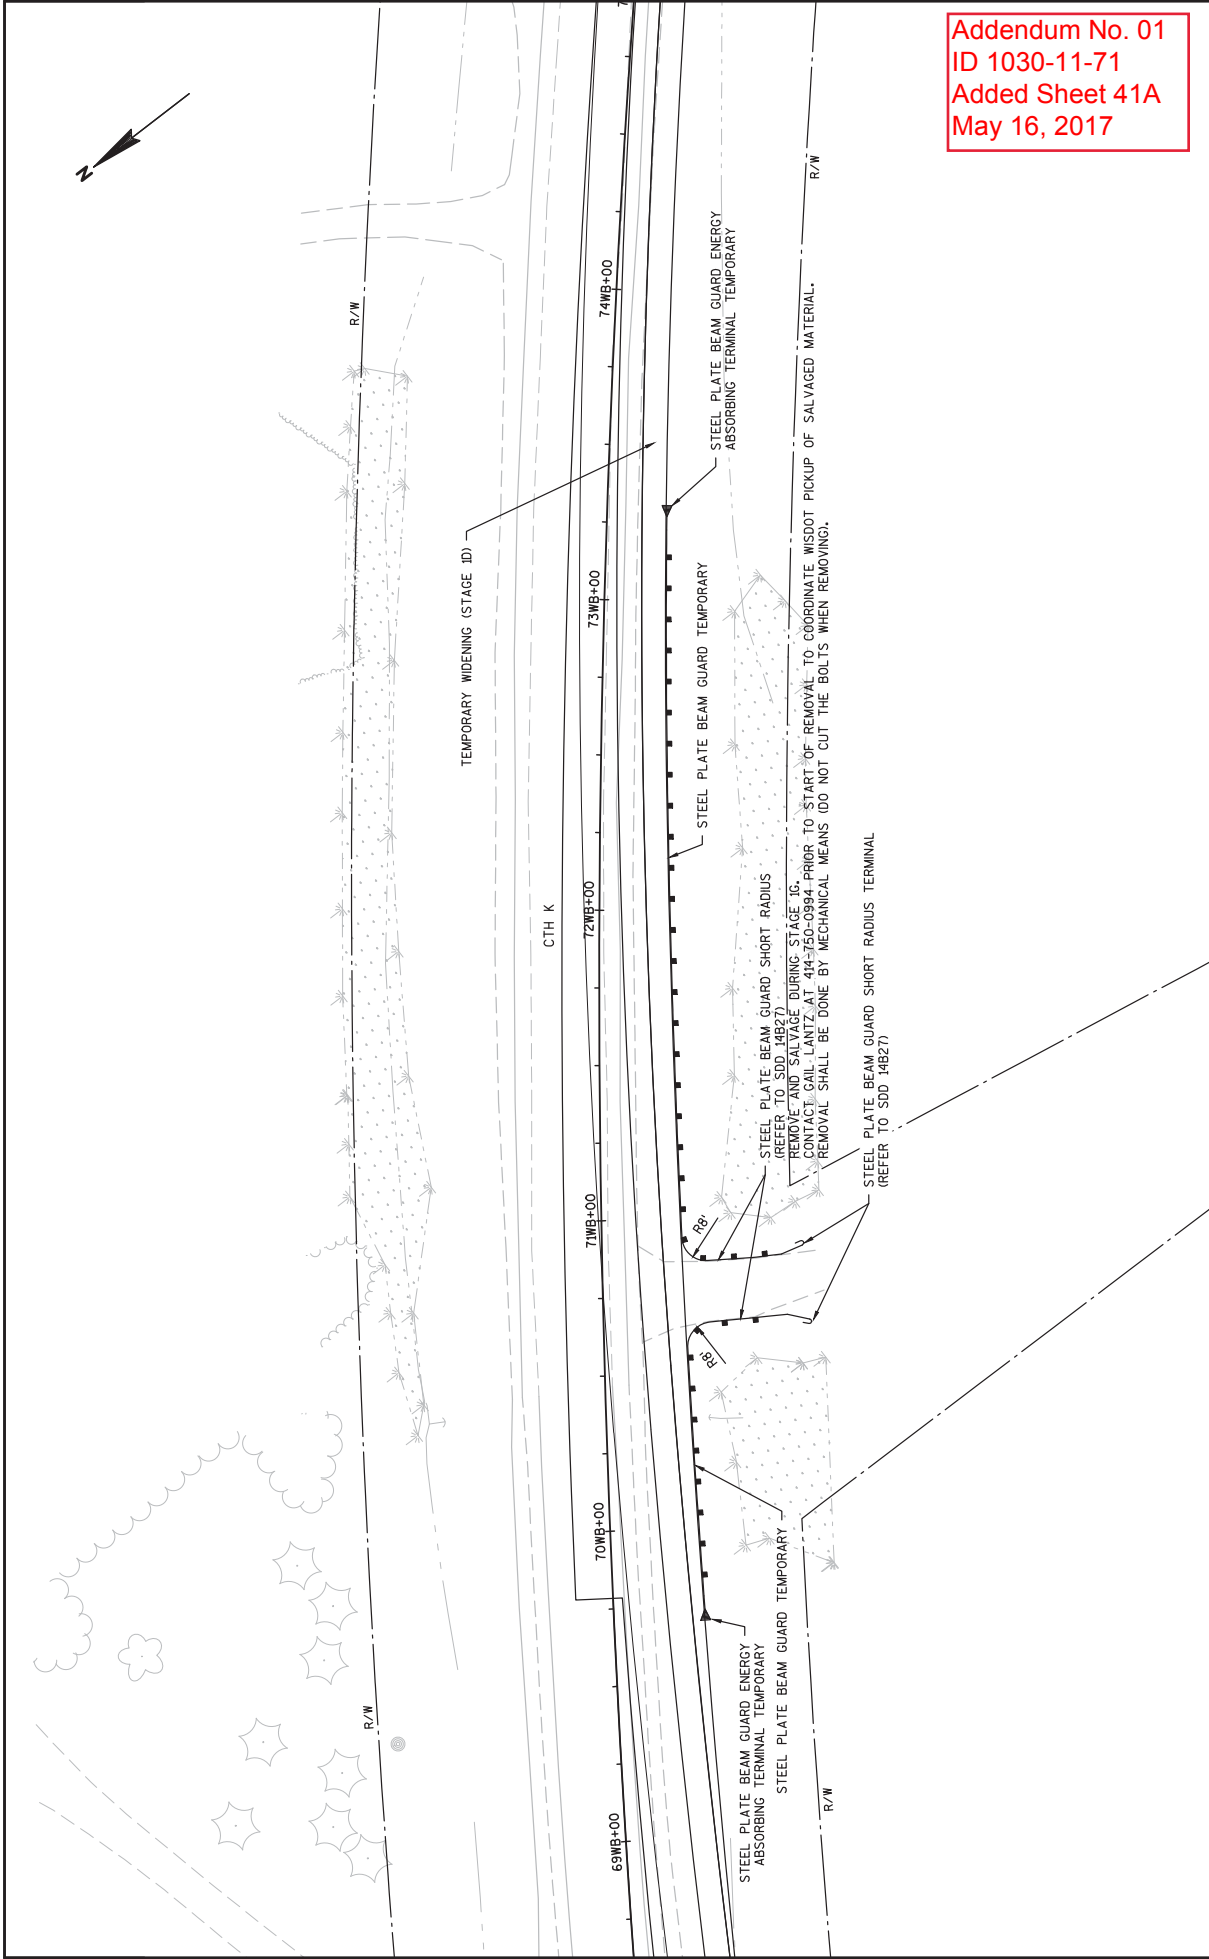 Addendum No. 01
ID 1030-11-71
Added Sheet 41A
May 16, 2017
N
R/W
R/W
74WB+00
STEEL PLATE BEAM GUARD ENERGY
ABSORBING TERMINAL TEMPORARY
TEMPORARY WIDENING (STAGE 1D)
73WB+00
STEEL PLATE BEAM GUARD TEMPORARY
CTH K
72WB+00
STEEL PLATE BEAM GUARD SHORT RADIUS
(REFER TO SDD 14B27)
REMOVE AND SALVAGE DURING STAGE 1G.
CONTACT GAIL LANTZ AT 414-750-0994 PRIOR TO START OF REMOVAL TO COORDINATE WISDOT PICKUP OF SALVAGED MATERIAL.
REMOVAL SHALL BE DONE BY MECHANICAL MEANS (DO NOT CUT THE BOLTS WHEN REMOVING).
STEEL PLATE BEAM GUARD SHORT RADIUS TERMINAL
(REFER TO SDD 14B27)
71WB+00
R8'
R8'
70WB+00
STEEL PLATE BEAM GUARD TEMPORARY
STEEL PLATE BEAM GUARD ENERGY
ABSORBING TERMINAL TEMPORARY
R/W
R/W
69WB+00